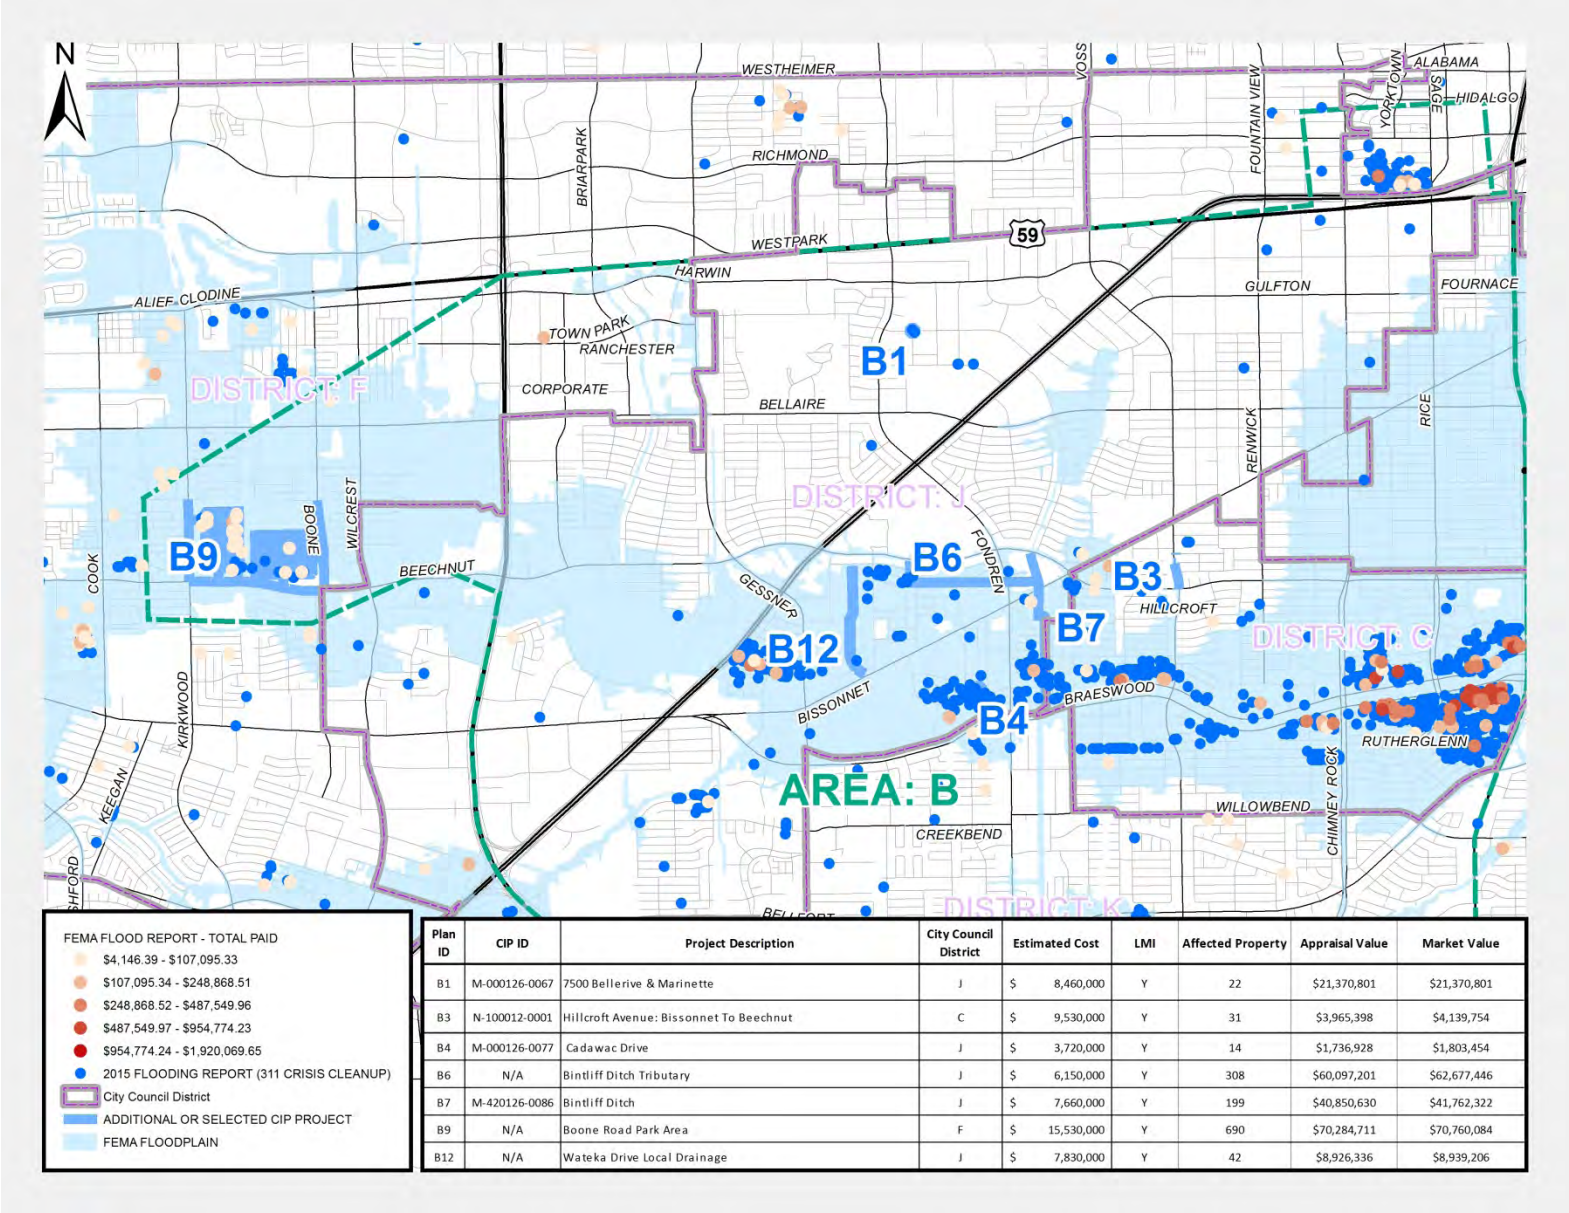 N
WESTHEIMER
VOSS
FOUNTAIN VIEW
YORKTOWN
ALABAMA
SAGE
HIDALGO
BRIARPARK
RICHMOND
WESTPARK
59
HARWIN
ALIEF CLODINE
GULFTON
FOURNACE
TOWN PARK
RANCHESTER
B1
DISTRICT: F
CORPORATE
BELLAIRE
RENWICK
RICE
DISTRICT: J
WILCREST
BOONE
B9
COOK
BEECHNUT
GESSNER
FONDREN
B6
B3
HILLCROFT
B7
DISTRICT: C
B12
KIRKWOOD
BISSONNET
BRAESWOOD
B4
RUTHERGLENN
KEEGAN
AREA: B
CHIMNEY ROCK
WILLOWBEND
CREEKBEND
SHFORD
BELLFORT
DISTRICT: K
FEMA FLOOD REPORT - TOTAL PAID
$4,146.39 - $107,095.33
$107,095.34 - $248,868.51
$248,868.52 - $487,549.96
$487,549.97 - $954,774.23
$954,774.24 - $1,920,069.65
2015 FLOODING REPORT (311 CRISIS CLEANUP)
City Council District
ADDITIONAL OR SELECTED CIP PROJECT
FEMA FLOODPLAIN
Plan ID CIP ID Project Description City Council District Estimated Cost LMI Affected Property Appraisal Value Market Value
B1 M-000126-0067 7500 Bellerive & Marinette J $ 8,460,000 Y 22 $21,370,801 $21,370,801
B3 N-100012-0001 Hillcroft Avenue: Bissonnet To Beechnut C $ 9,530,000 Y 31 $3,965,398 $4,139,754
B4 M-000126-0077 Cadawac Drive J $ 3,720,000 Y 14 $1,736,928 $1,803,454
B6 N/A Bintliff Ditch Tributary J $ 6,150,000 Y 308 $60,097,201 $62,677,446
B7 M-420126-0086 Bintliff Ditch J $ 7,660,000 Y 199 $40,850,630 $41,762,322
B9 N/A Boone Road Park Area F $ 15,530,000 Y 690 $70,284,711 $70,760,084
B12 N/A Wateka Drive Local Drainage J $ 7,830,000 Y 42 $8,926,336 $8,939,206